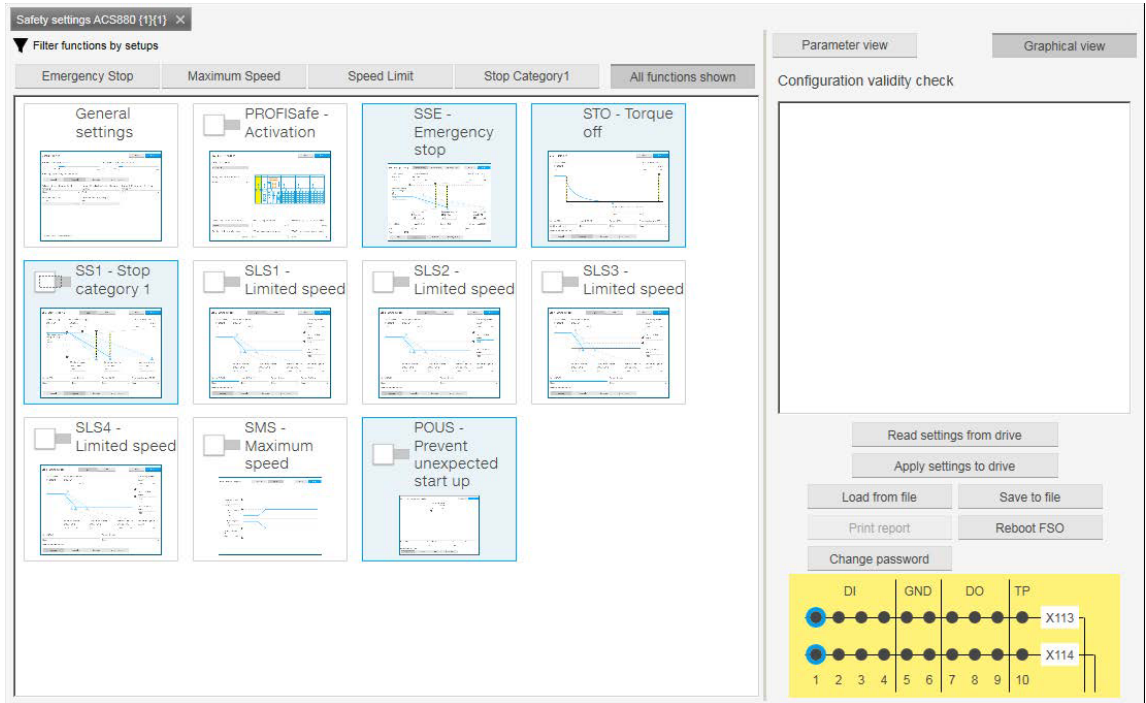 Safety settings ACS880 {1}{1} ×
Filter functions by setups
Emergency Stop
Maximum Speed
Speed Limit
Stop Category1
All functions shown
General
settings
PROFISafe -
Activation
SSE -
Emergency
stop
STO - Torque
off
SS1 - Stop
category 1
SLS1 -
Limited speed
SLS2 -
Limited speed
SLS3 -
Limited speed
SLS4 -
Limited speed
SMS -
Maximum
speed
POUS -
Prevent
unexpected
start up
Parameter view
Graphical view
Configuration validity check
Read settings from drive
Apply settings to drive
Load from file
Save to file
Print report
Reboot FSO
Change password
DI GND DO TP
X113
X114
1 2 3 4 5 6 7 8 9 10